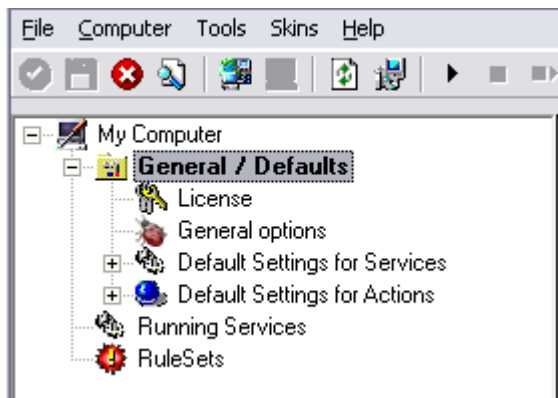 File Computer Tools Skins Help
My Computer
General / Defaults
License
General options
Default Settings for Services
Default Settings for Actions
Running Services
RuleSets